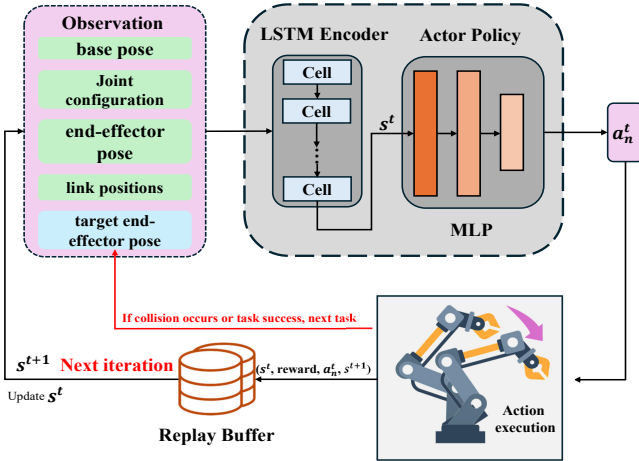 Observation
base pose
Joint
configuration
end-effector
pose
link positions
target end-
effector pose
LSTM Encoder
Cell
Cell
Cell
s^t
Actor Policy
MLP
a_n^t
If collision occurs or task success, next task
s^{t+1} Next iteration
Update s^t
Replay Buffer
(s^t, reward, a_n^t, s^{t+1})
Action
execution